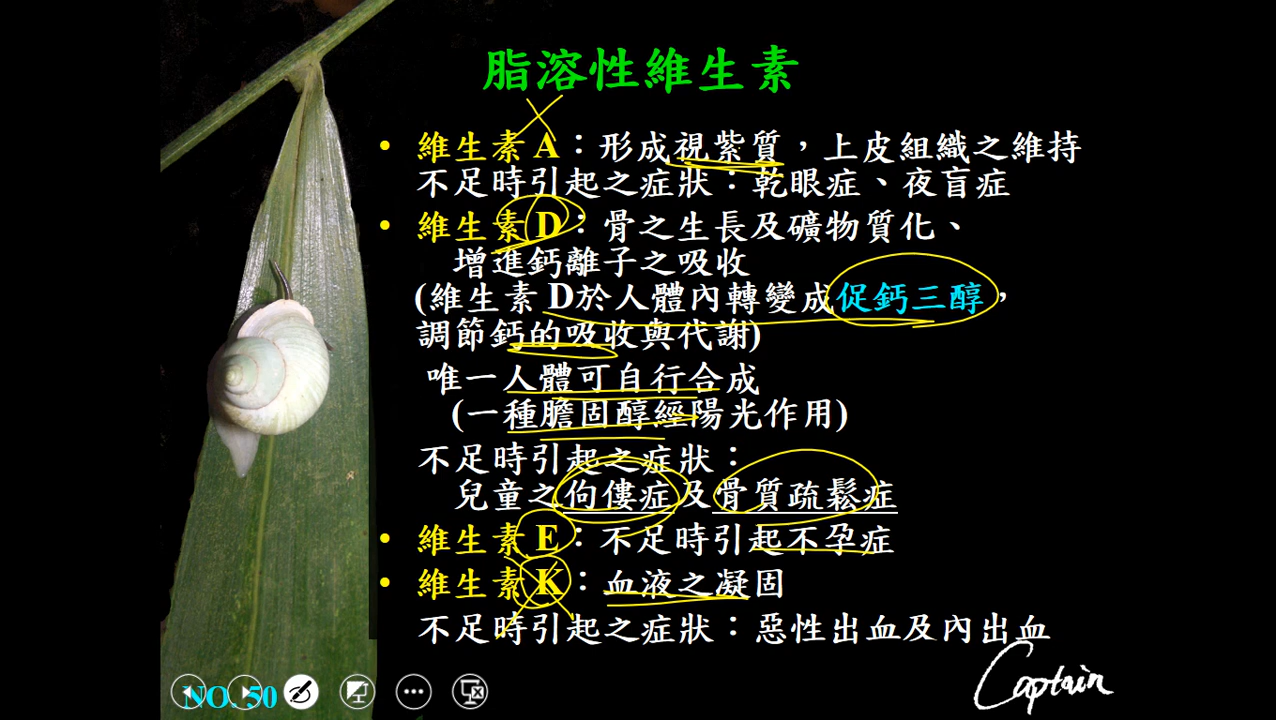 脂溶性維生素
• 維生素 A：形成視紫質，上皮組織之維持
不足時引起之症狀：乾眼症、夜盲症
• 維生素 D：骨之生長及礦物質化、
增進鈣離子之吸收
(維生素 D於人體內轉變成促鈣三醇，
調節鈣的吸收與代謝)
唯一人體可自行合成
(一種膽固醇經陽光作用)
不足時引起之症狀：
兒童之佝僂症及骨質疏鬆症
• 維生素 E：不足時引起不孕症
• 維生素 K：血液之凝固
不足時引起之症狀：惡性出血及內出血
Captain
NO. 50